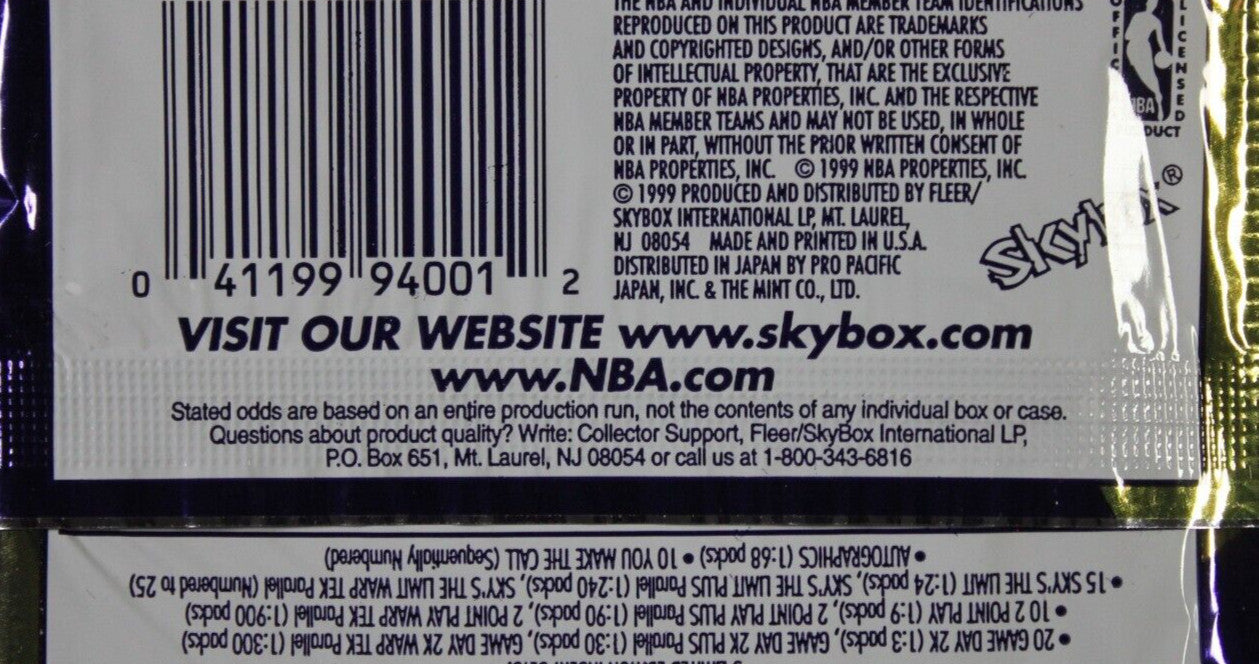 THE NBA AND INDIVIDUAL NBA MEMBER TEAM IDENTIFICATIONS
REPRODUCED ON THIS PRODUCT ARE TRADEMARKS
AND COPYRIGHTED DESIGNS, AND/OR OTHER FORMS
OF INTELLECTUAL PROPERTY, THAT ARE THE EXCLUSIVE
PROPERTY OF NBA PROPERTIES, INC. AND THE RESPECTIVE
NBA MEMBER TEAMS AND MAY NOT BE USED, IN WHOLE
OR IN PART, WITHOUT THE PRIOR WRITTEN CONSENT OF
NBA PROPERTIES, INC. © 1999 NBA PROPERTIES, INC.
© 1999 PRODUCED AND DISTRIBUTED BY FLEER/
SKYBOX INTERNATIONAL LP, MT. LAUREL,
NJ 08054 MADE AND PRINTED IN U.S.A.
DISTRIBUTED IN JAPAN BY PRO PACIFIC
JAPAN, INC. & THE MINT CO., LTD.
LICENSED
NBA
SkyBox®
0 41199 94001 2
VISIT OUR WEBSITE www.skybox.com
www.NBA.com
Stated odds are based on an entire production run, not the contents of any individual box or case.
Questions about product quality? Write: Collector Support, Fleer/SkyBox International LP,
P.O. Box 651, Mt. Laurel, NJ 08054 or call us at 1-800-343-6816
• 20 GAME DAY 2K (1:3 packs), GAME DAY 2K PLUS Parallel (1:30 packs), GAME DAY 2K WARP TEK Parallel (1:300 packs)
• 10 2 POINT PLAY (1:9 packs), 2 POINT PLAY PLUS Parallel (1:90 packs), 2 POINT PLAY WARP TEK Parallel (1:900 packs)
• 15 SKY'S THE LIMIT (1:24 packs), SKY'S THE LIMIT PLUS Parallel (1:240 packs), SKY'S THE LIMIT WARP TEK Parallel (Numbered to 25)
• AUTOGRAPHICS (1:68 packs) • 10 YOU MAKE THE CALL (Sequentially Numbered)